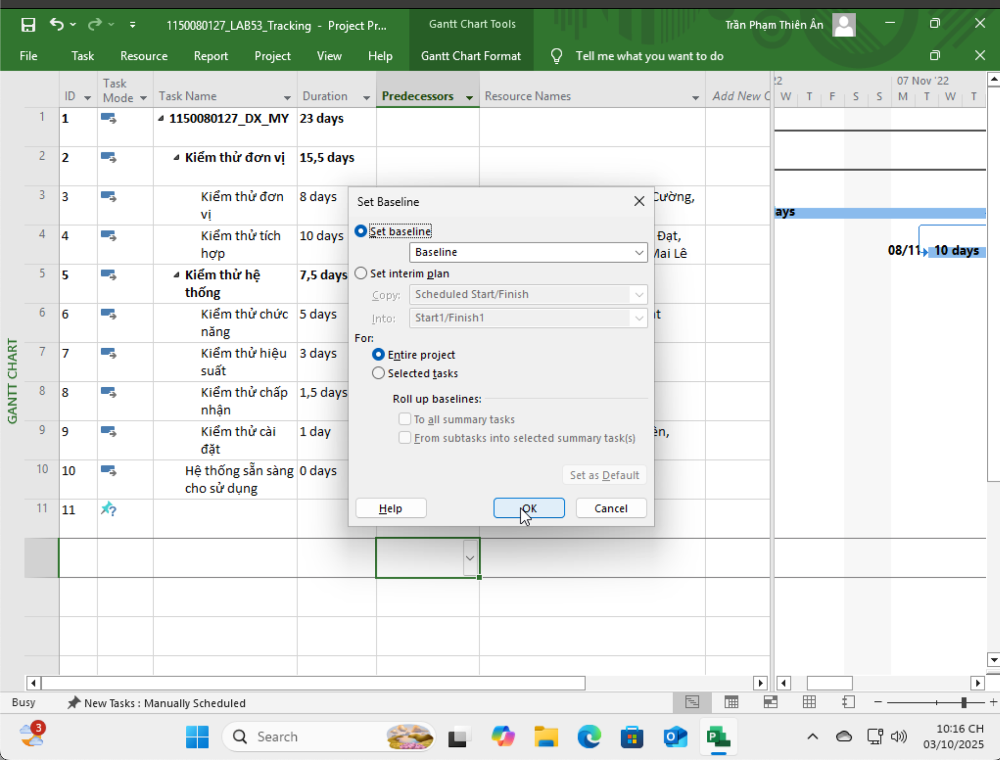 1150080127_LAB53_Tracking - Project Pr...
Gantt Chart Tools
Trần Phạm Thiên Ân
File Task Resource Report Project View Help Gantt Chart Format Tell me what you want to do
ID Task Mode Task Name Duration Predecessors Resource Names Add New C
22 07 Nov '22
W T F S S M T W T
1 1 1150080127_DX_MY 23 days
2 2 Kiểm thử đơn vị 15,5 days
3 3 Kiểm thử đơn vị 8 days Cường,
ays
4 4 Kiểm thử tích hợp 10 days Đạt,
Mai Lê
08/11 10 days
5 5 Kiểm thử hệ thống 7,5 days
6 6 Kiểm thử chức năng 5 days
7 7 Kiểm thử hiệu suất 3 days
8 8 Kiểm thử chấp nhận 1,5 days
9 9 Kiểm thử cài đặt 1 day ên,
10 10 Hệ thống sẵn sàng cho sử dụng 0 days
11 11
GANTT CHART
Set Baseline
Set baseline
Baseline
Set interim plan
Copy: Scheduled Start/Finish
Into: Start1/Finish1
For:
Entire project
Selected tasks
Roll up baselines:
To all summary tasks
From subtasks into selected summary task(s)
Set as Default
Help OK Cancel
Busy New Tasks : Manually Scheduled
3
Search
10:16 CH
03/10/2025